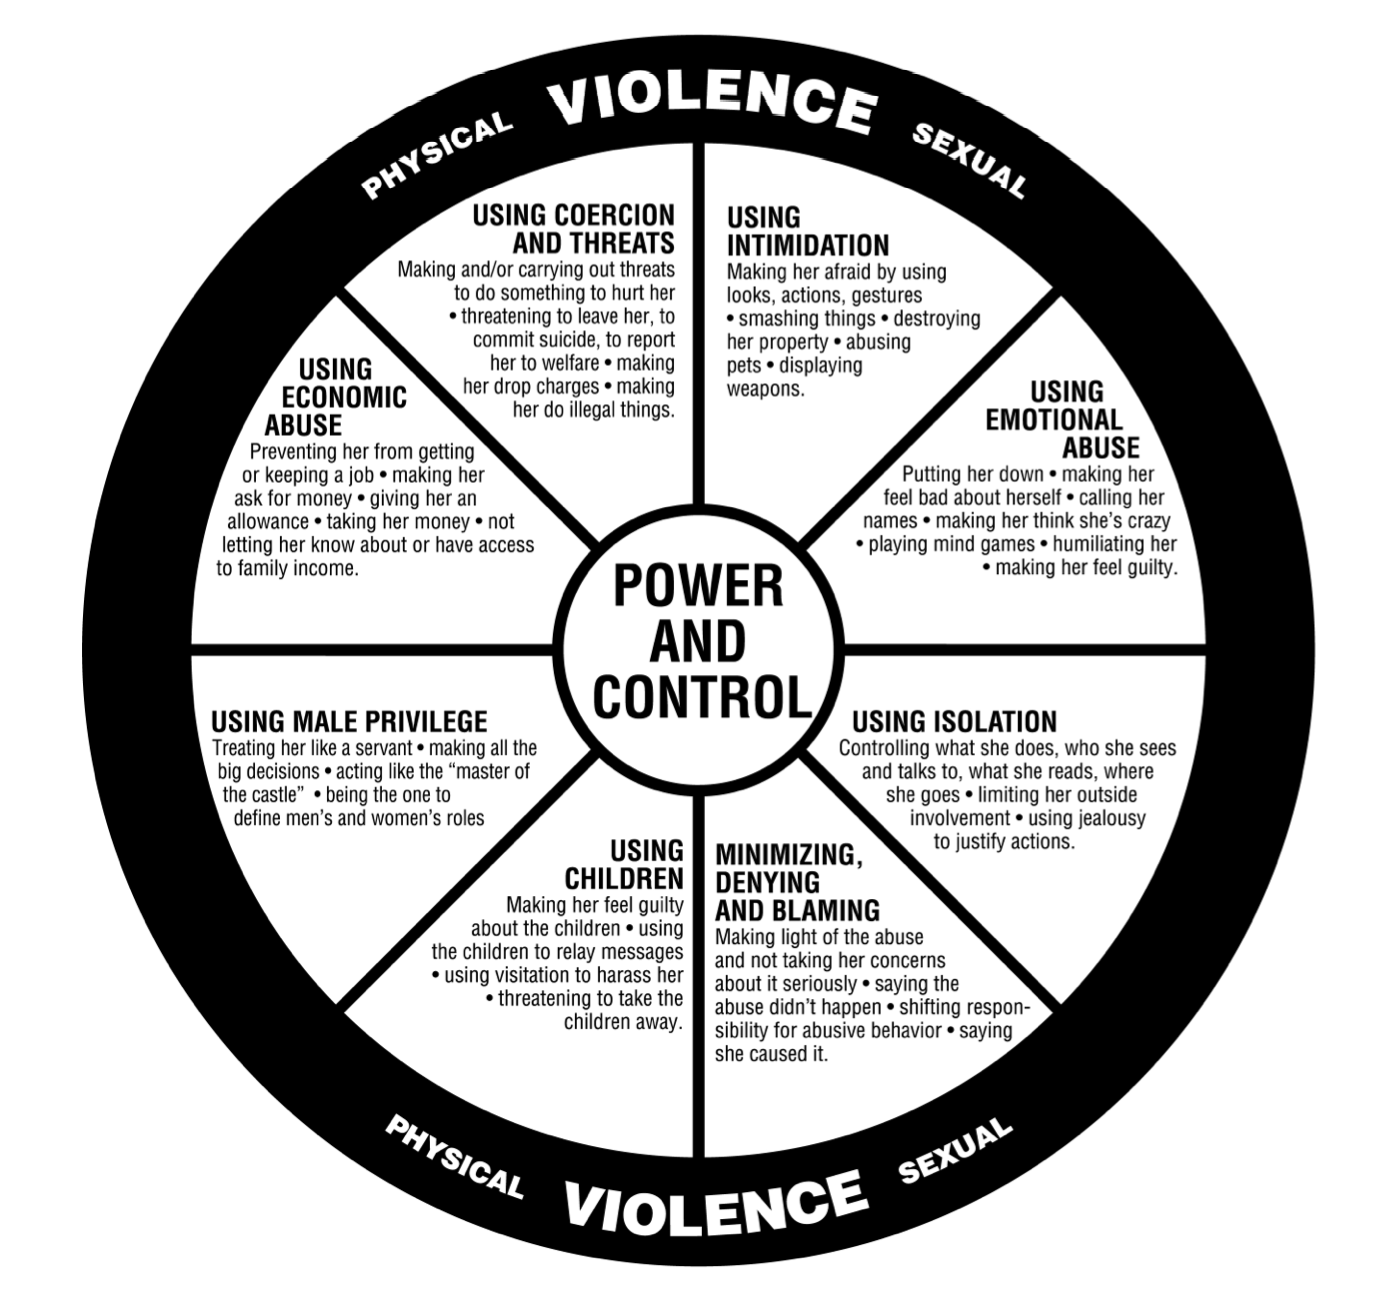 PHYSICAL VIOLENCE SEXUAL
USING COERCION
AND THREATS
Making and/or carrying out threats
to do something to hurt her
• threatening to leave her, to
commit suicide, to report
her to welfare • making
her drop charges • making
her do illegal things.
USING
INTIMIDATION
Making her afraid by using
looks, actions, gestures
• smashing things • destroying
her property • abusing
pets • displaying
weapons.
USING
EMOTIONAL
ABUSE
Putting her down • making her
feel bad about herself • calling her
names • making her think she’s crazy
• playing mind games • humiliating her
• making her feel guilty.
USING ISOLATION
Controlling what she does, who she sees
and talks to, what she reads, where
she goes • limiting her outside
involvement • using jealousy
to justify actions.
MINIMIZING,
DENYING
AND BLAMING
Making light of the abuse
and not taking her concerns
about it seriously • saying the
abuse didn’t happen • shifting respon-
sibility for abusive behavior • saying
she caused it.
USING
CHILDREN
Making her feel guilty
about the children • using
the children to relay messages
• using visitation to harass her
• threatening to take the
children away.
USING MALE PRIVILEGE
Treating her like a servant • making all the
big decisions • acting like the “master of
the castle” • being the one to
define men’s and women’s roles
USING
ECONOMIC
ABUSE
Preventing her from getting
or keeping a job • making her
ask for money • giving her an
allowance • taking her money • not
letting her know about or have access
to family income.
POWER
AND
CONTROL
PHYSICAL VIOLENCE SEXUAL